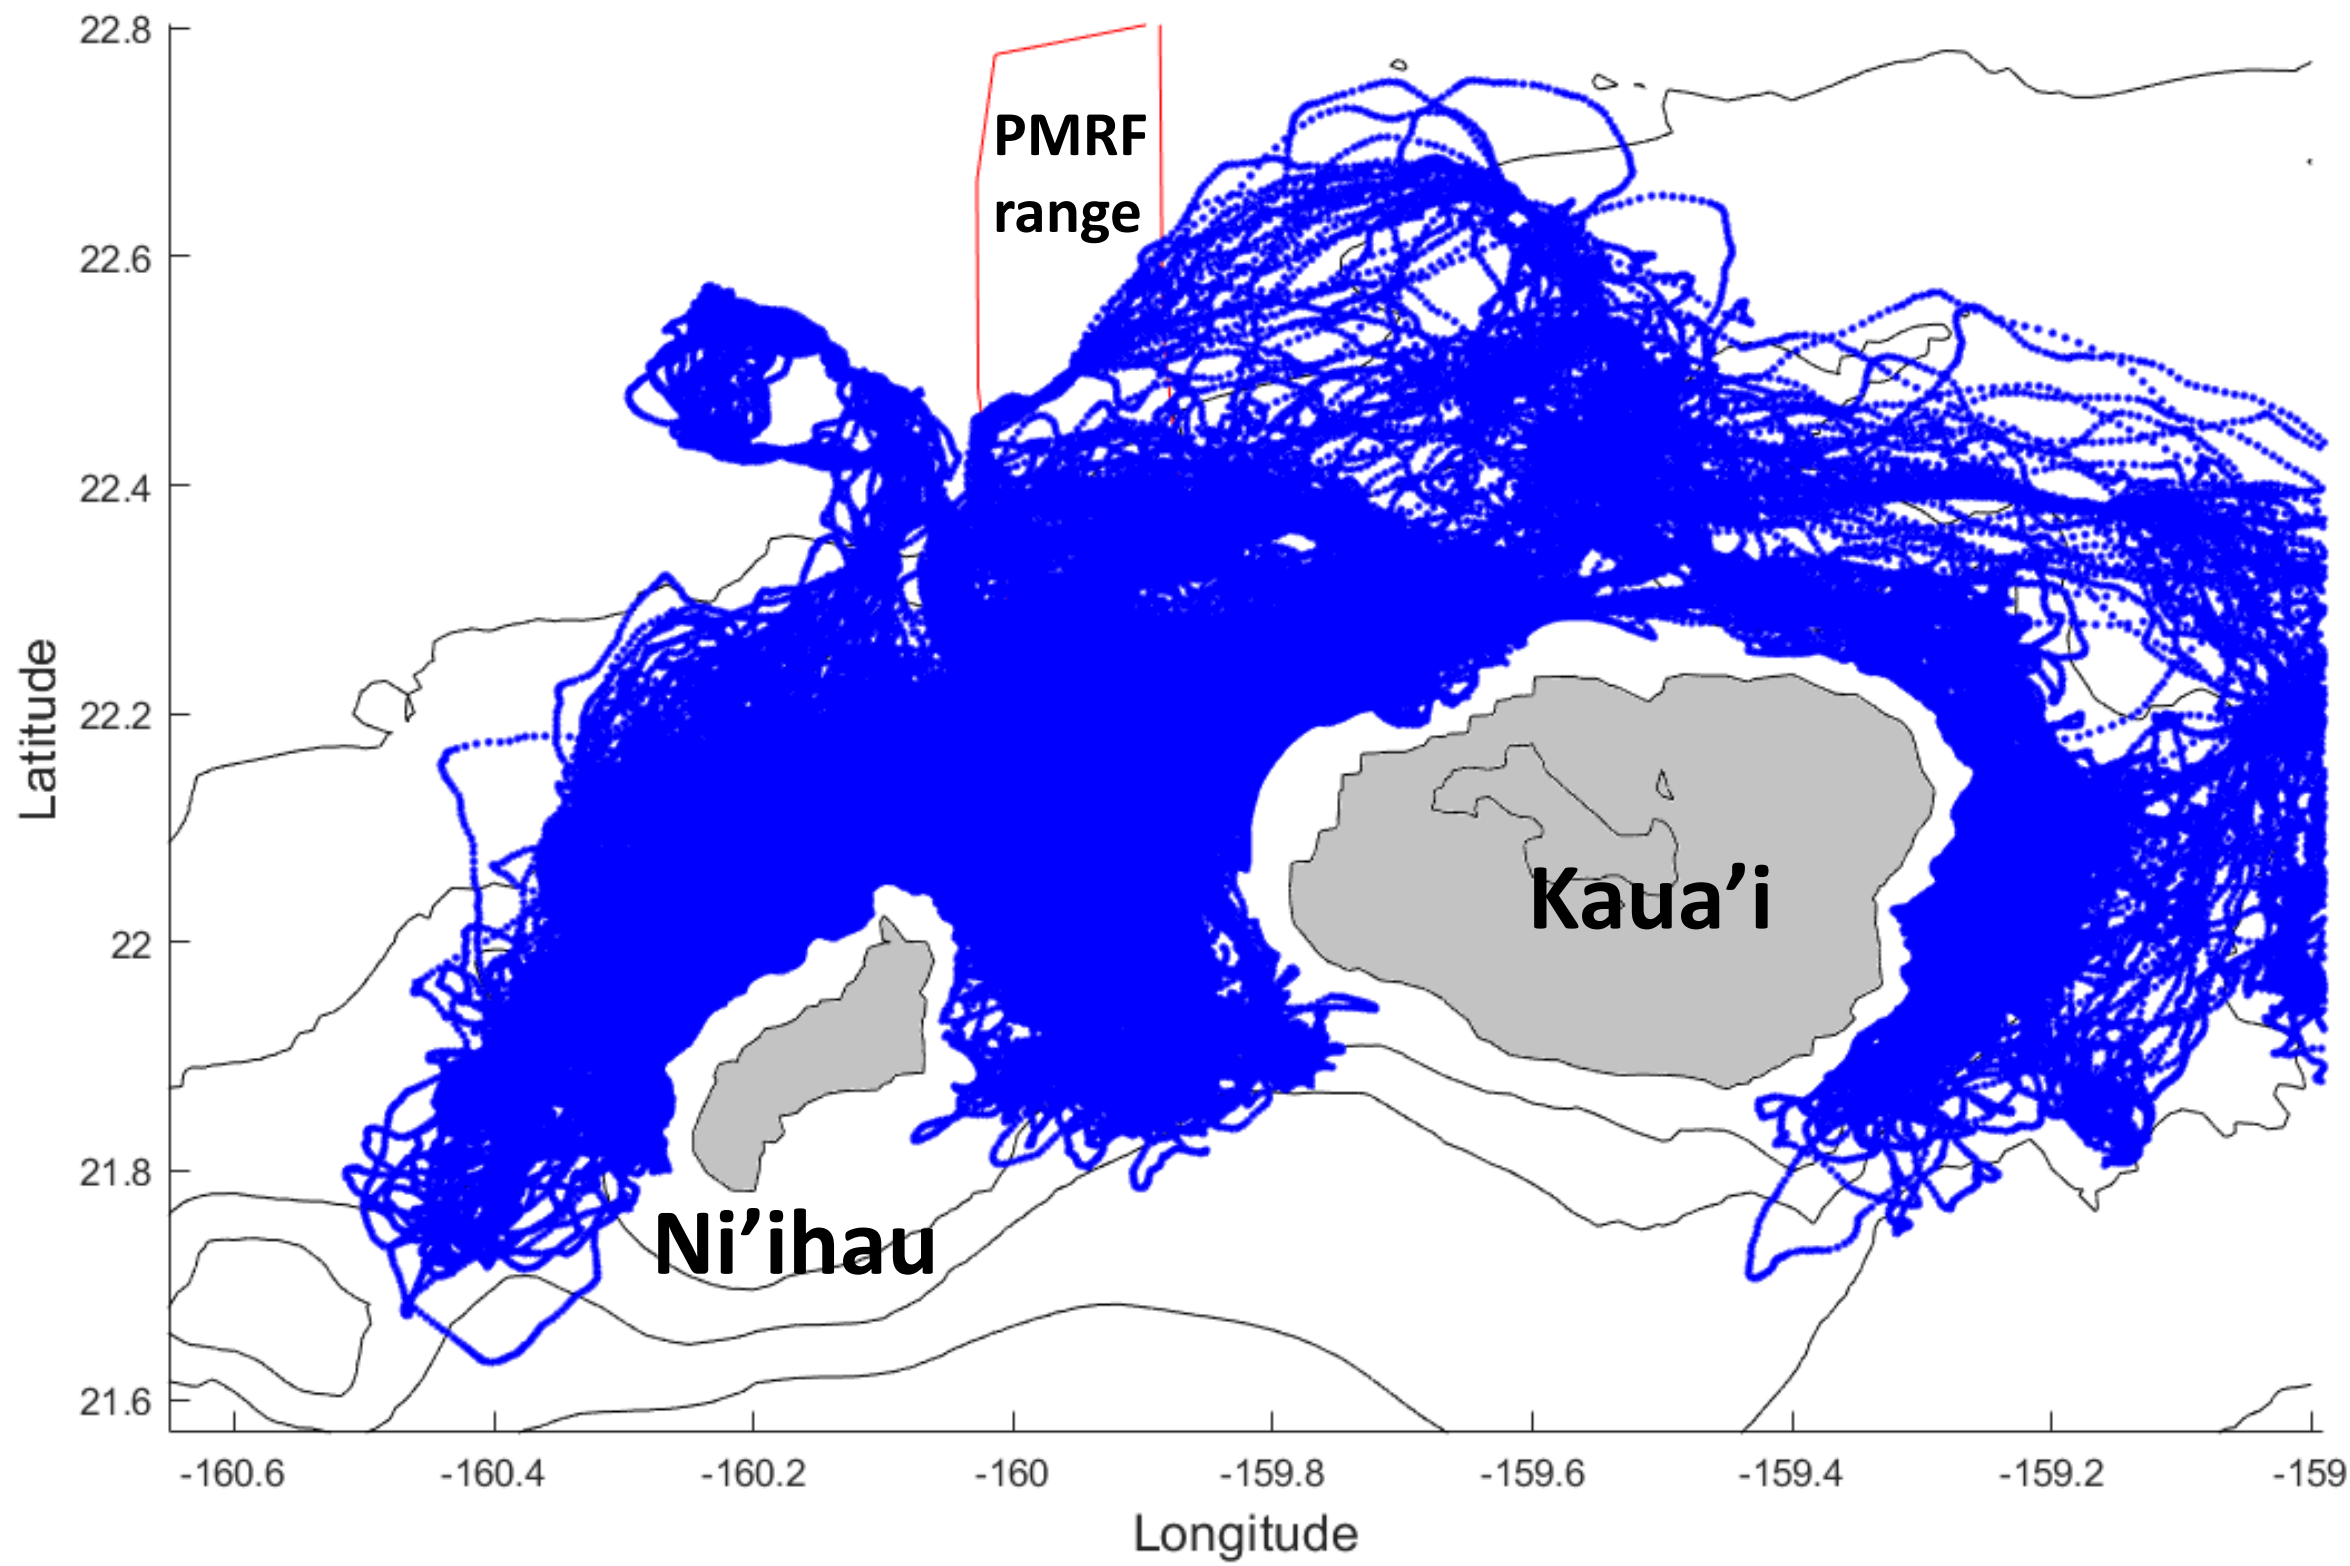 22.8
PMRF
range
22.6
22.4
22.2
Latitude
Kaua’i
22
21.8
Ni’ihau
21.6
-160.6 -160.4 -160.2 -160 -159.8 -159.6 -159.4 -159.2 -159
Longitude